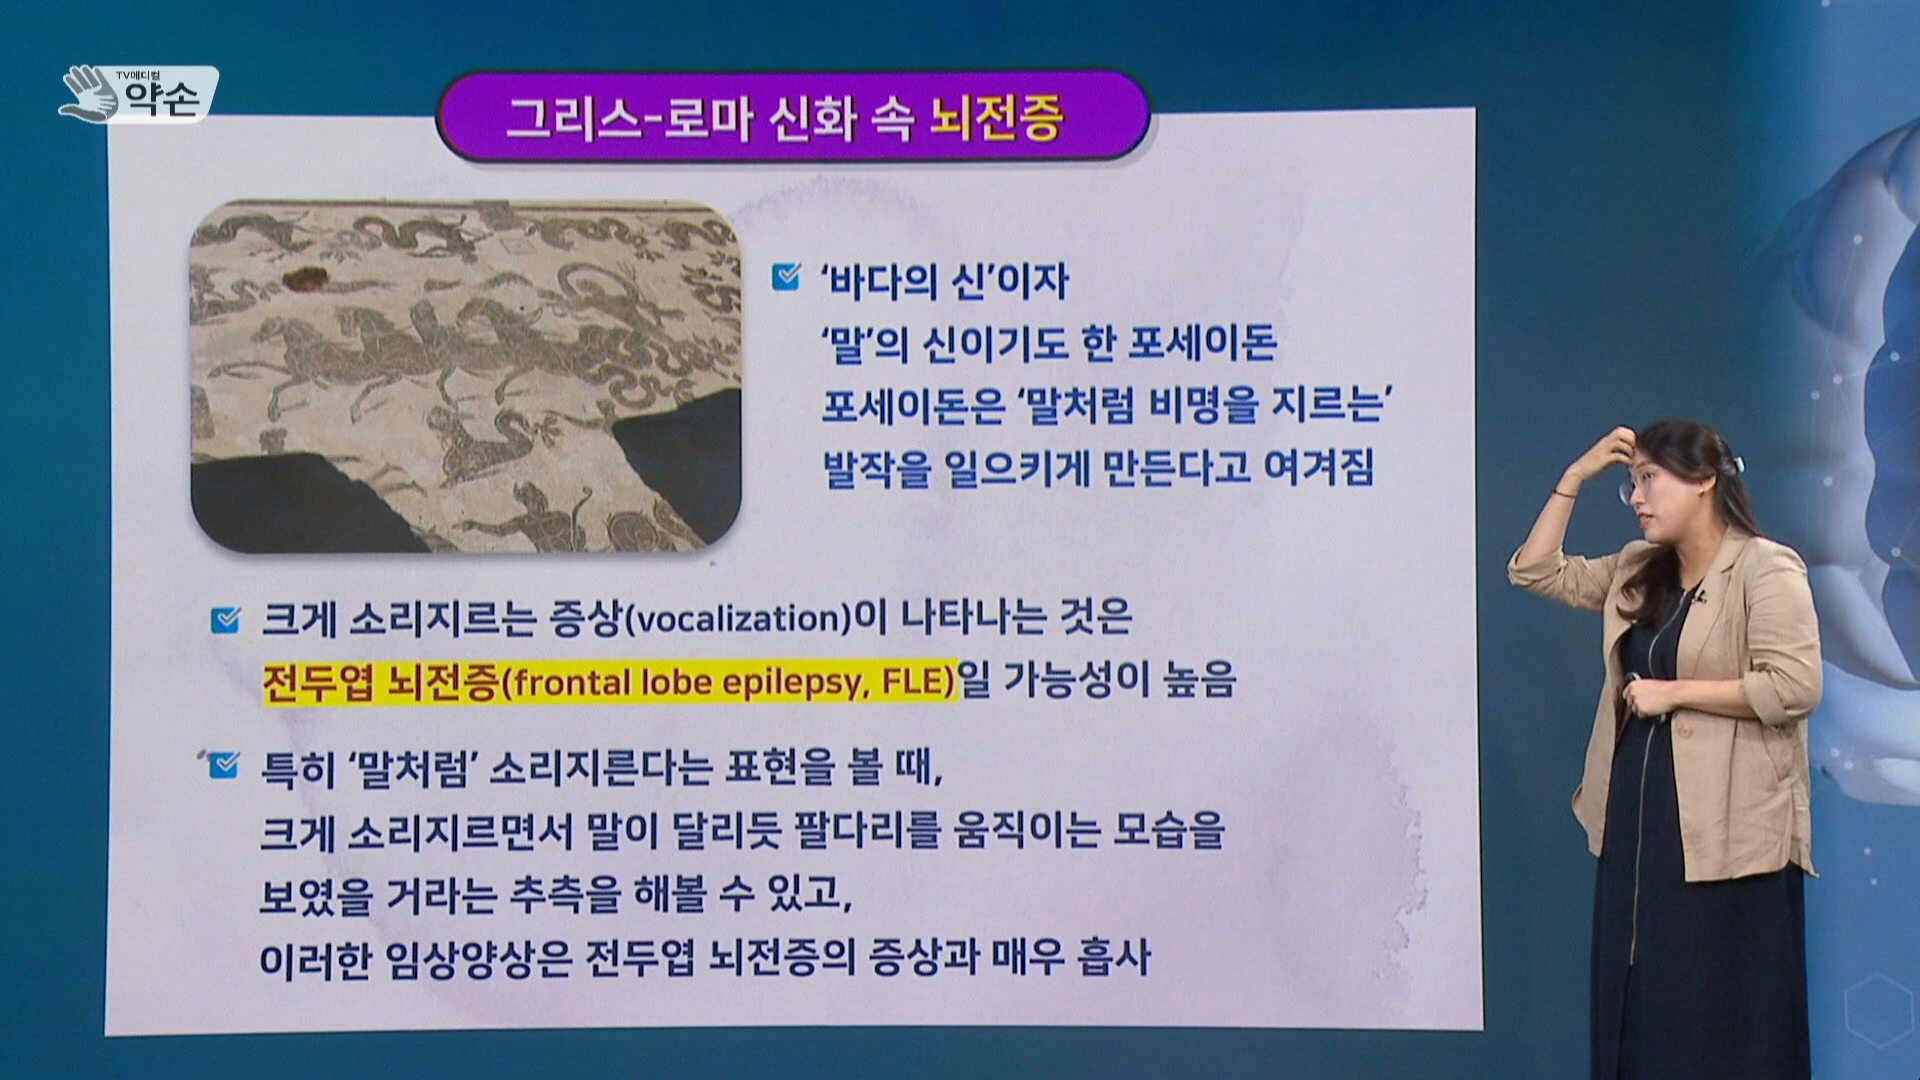 TV메디컬
약손
그리스-로마 신화 속 뇌전증
‘바다의 신’이자
‘말’의 신이기도 한 포세이돈
포세이돈은 ‘말처럼 비명을 지르는’
발작을 일으키게 만든다고 여겨짐
크게 소리지르는 증상(vocalization)이 나타나는 것은
전두엽 뇌전증(frontal lobe epilepsy, FLE)일 가능성이 높음
특히 ‘말처럼’ 소리지른다는 표현을 볼 때,
크게 소리지르면서 말이 달리듯 팔다리를 움직이는 모습을
보였을 거라는 추측을 해볼 수 있고,
이러한 임상양상은 전두엽 뇌전증의 증상과 매우 흡사